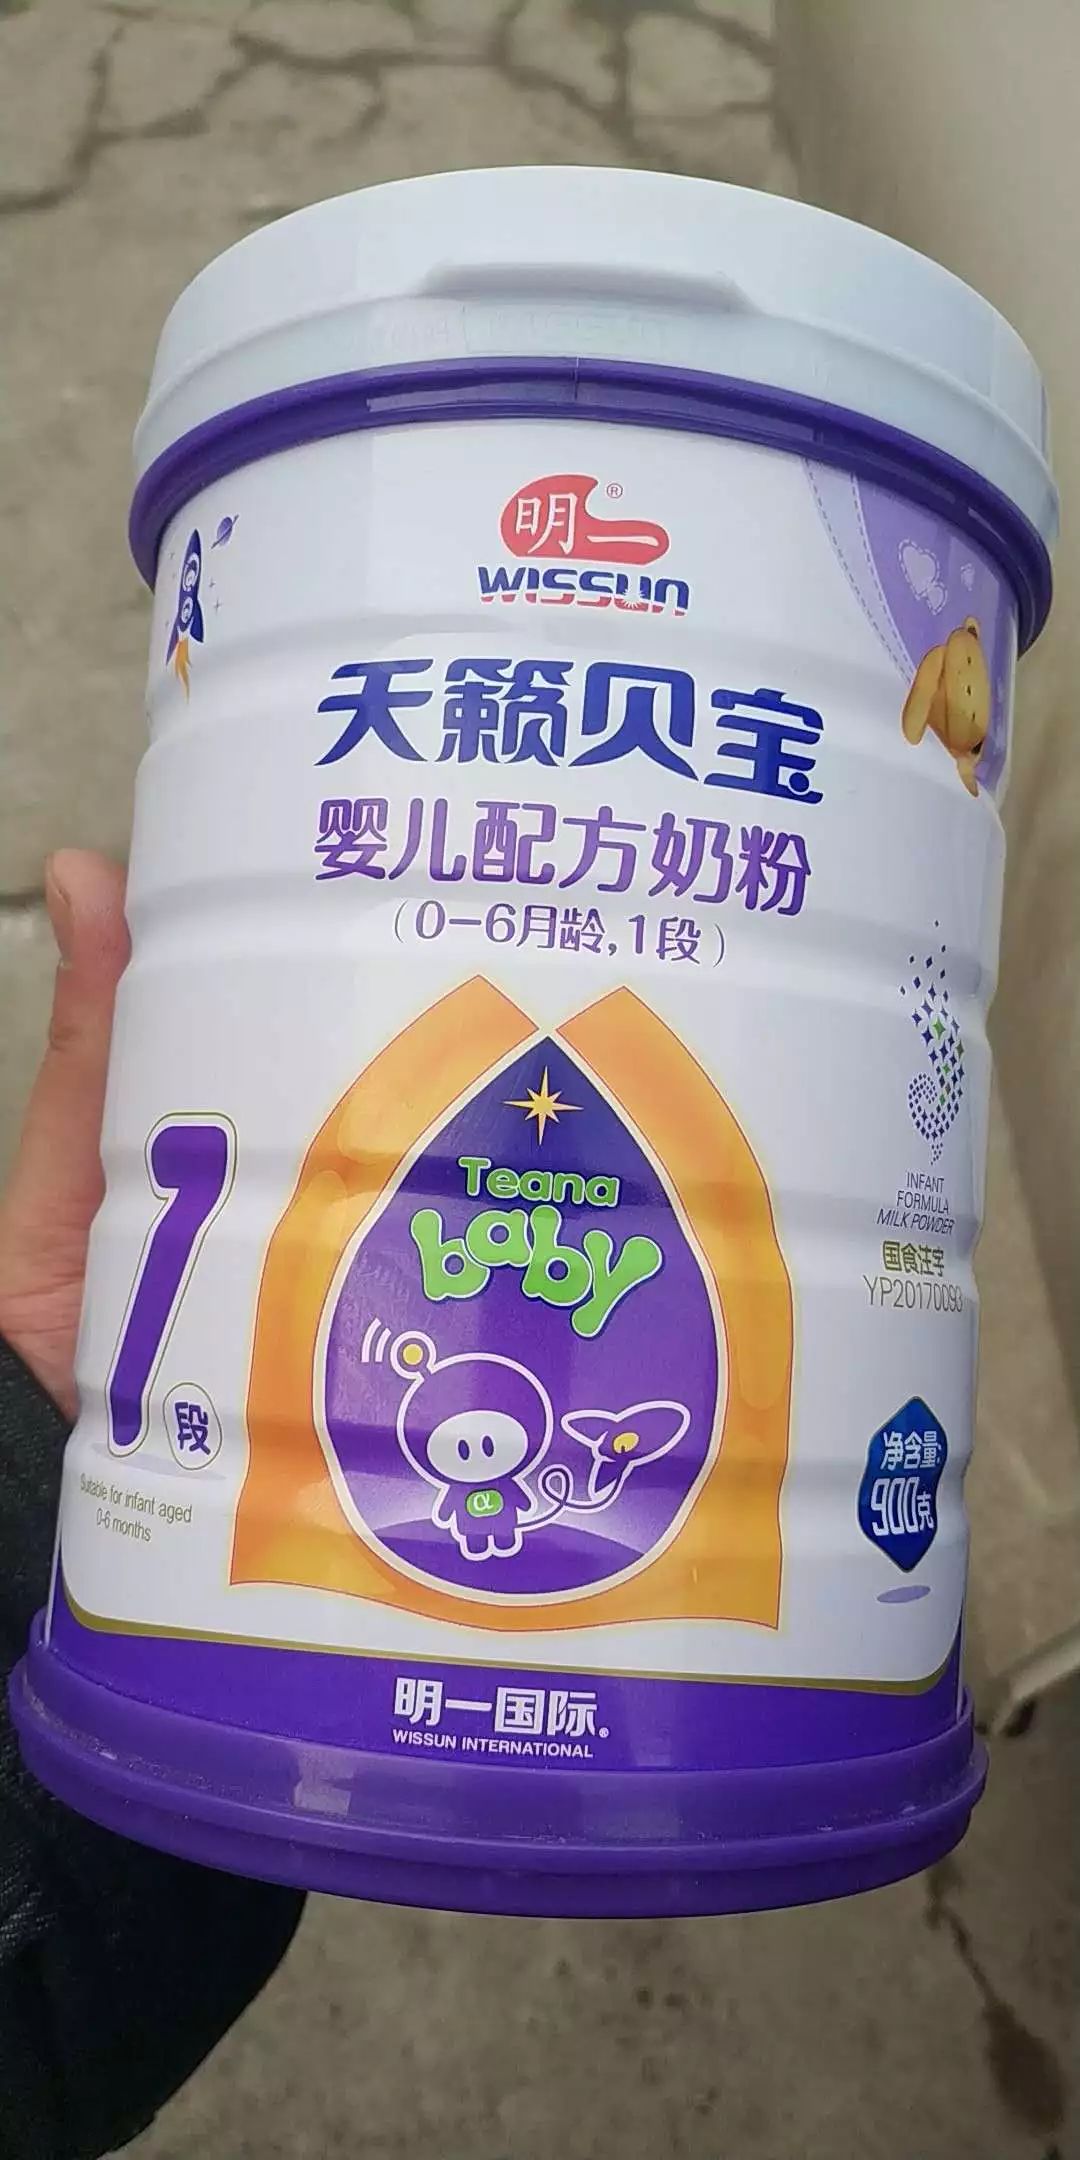 明一®
WISSUN
天籁贝宝
婴儿配方奶粉
(0-6月龄,1段)
Teana
baby
α
1
段
Suitable for infant aged
0-6 months
INFANT
FORMULA
MILK POWDER
国食注字
YP20170093
净含量:
900克
明一国际®
WISSUN INTERNATIONAL